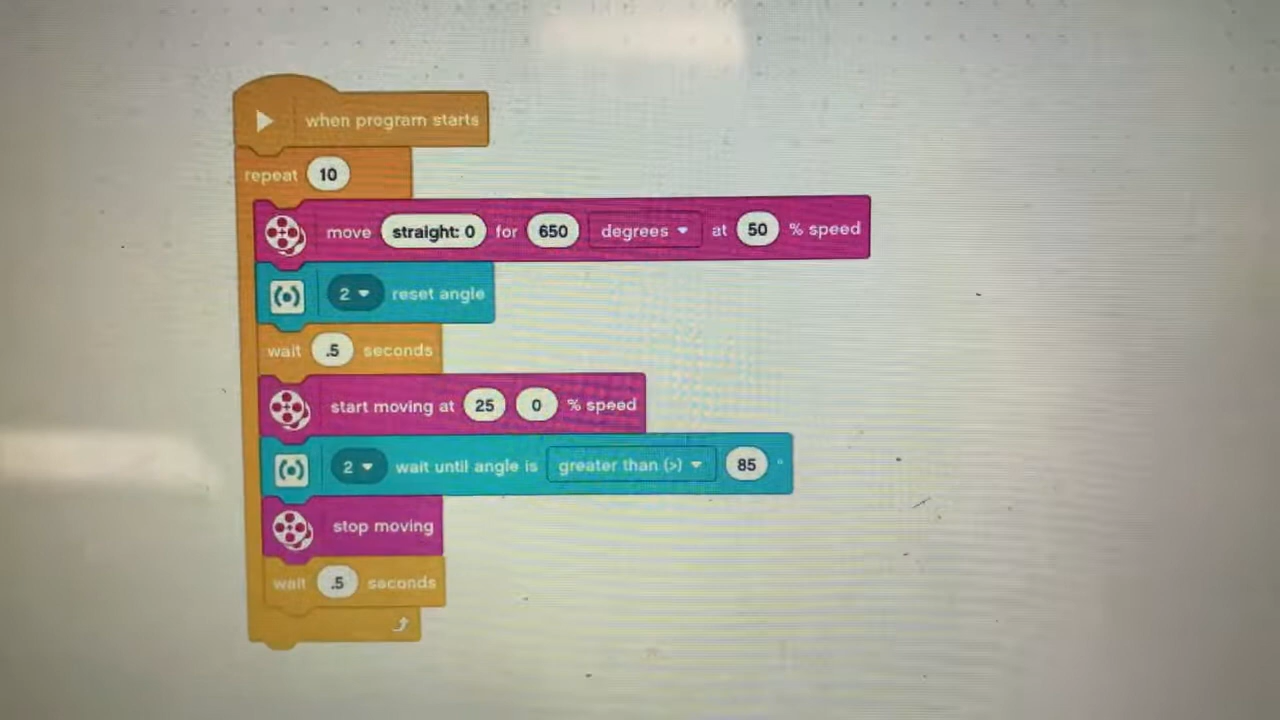 when program starts
repeat 10
move straight: 0 for 650 degrees at 50 % speed
2 reset angle
wait .5 seconds
start moving at 25 0 % speed
2 wait until angle is greater than (>) 85 °
stop moving
wait .5 seconds